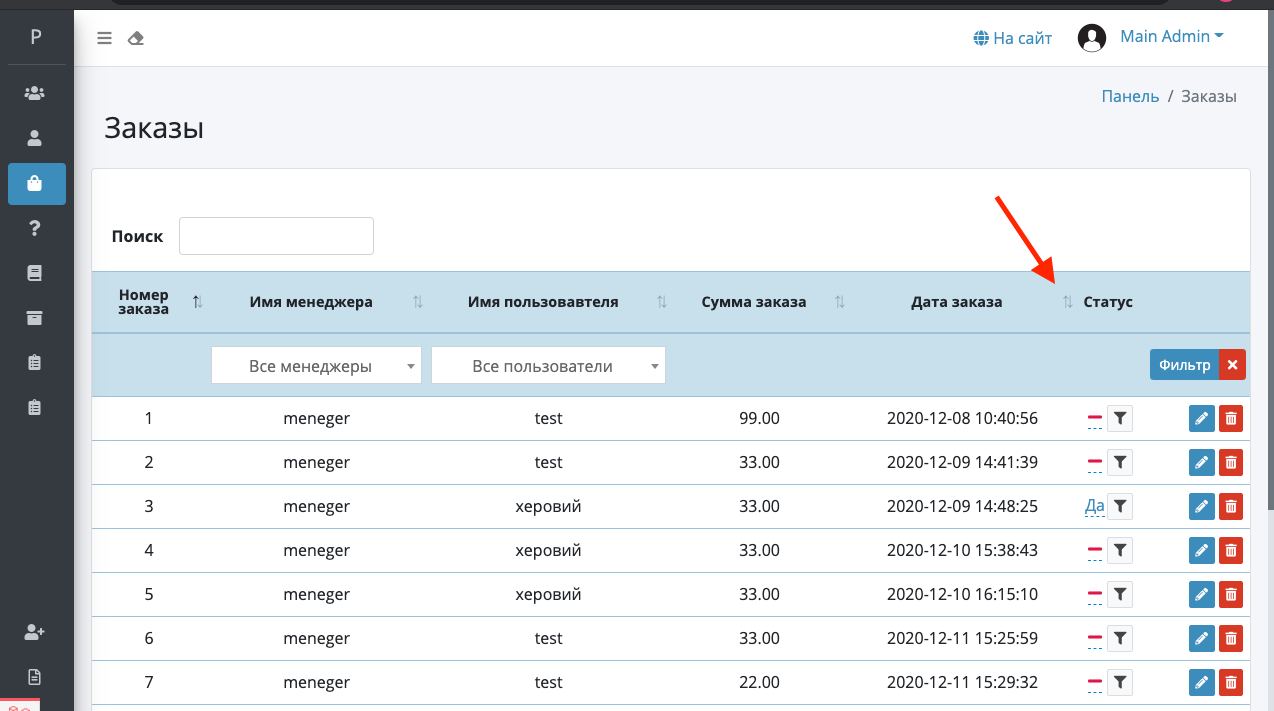 P
На сайт
Main Admin
Панель / Заказы
Заказы
Поиск
Номер заказа Имя менеджера Имя пользовавтеля Сумма заказа Дата заказа Статус
Все менеджеры Все пользователи Фильтр
1 meneger test 99.00 2020-12-08 10:40:56
2 meneger test 33.00 2020-12-09 14:41:39
3 meneger херовий 33.00 2020-12-09 14:48:25 Да
4 meneger херовий 33.00 2020-12-10 15:38:43
5 meneger херовий 33.00 2020-12-10 16:15:10
6 meneger test 33.00 2020-12-11 15:25:59
7 meneger test 22.00 2020-12-11 15:29:32